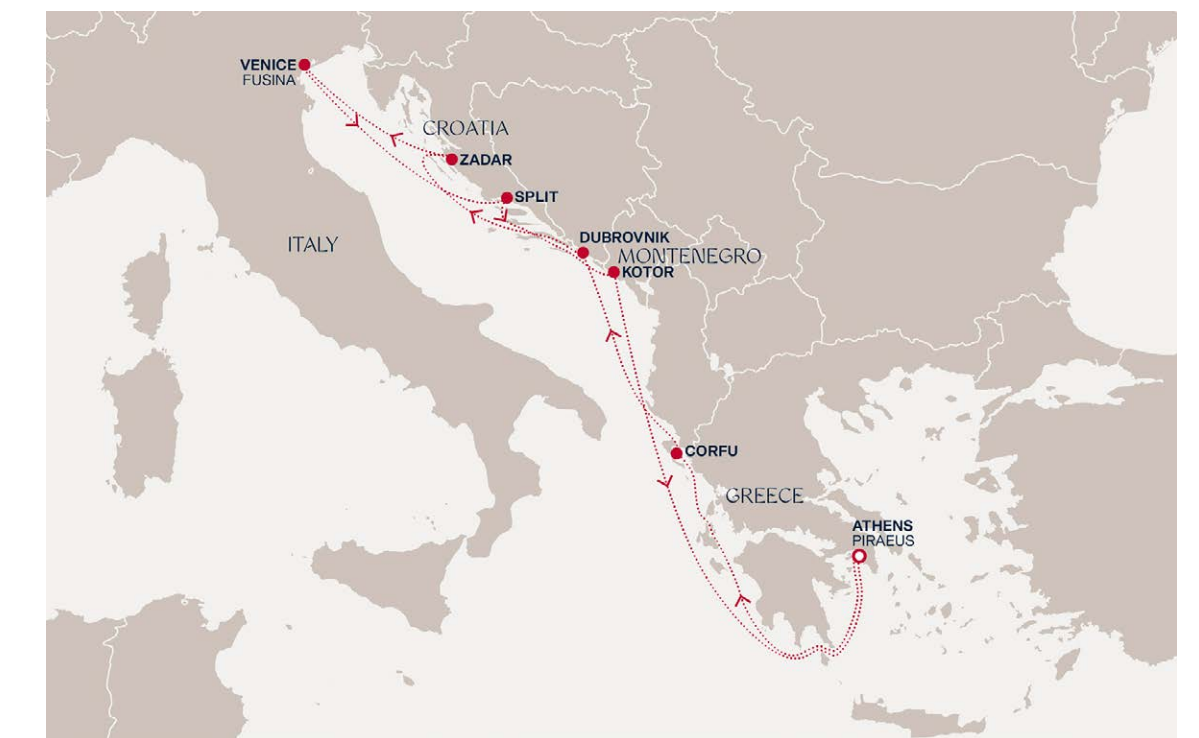 VENICE
FUSINA
CROATIA
ZADAR
SPLIT
ITALY
DUBROVNIK
MONTENEGRO
KOTOR
CORFU
GREECE
ATHENS
PIRAEUS